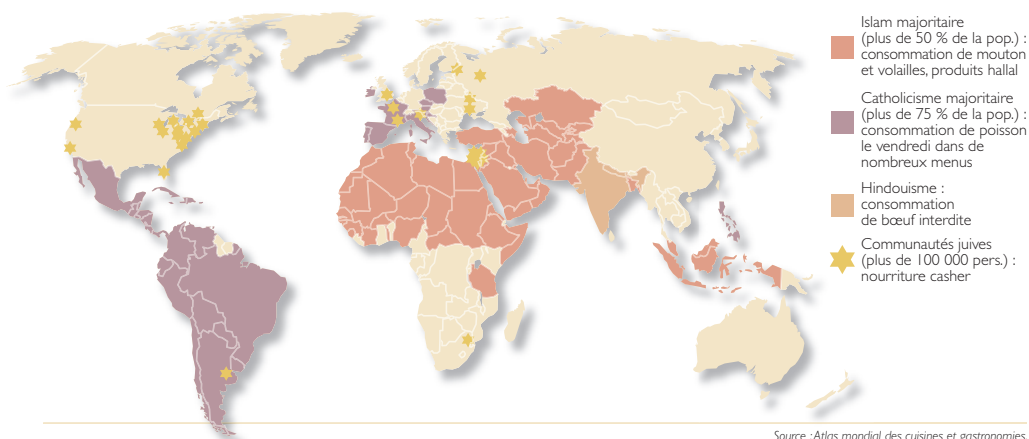 Islam majoritaire
(plus de 50 % de la pop.) :
consommation de mouton
et volailles, produits hallal
Catholicisme majoritaire
(plus de 75 % de la pop.) :
consommation de poisson
le vendredi dans de
nombreux menus
Hindouisme :
consommation
de bœuf interdite
Communautés juives
(plus de 100 000 pers.) :
nourriture casher
Source : Atlas mondial des cuisines et gastronomies